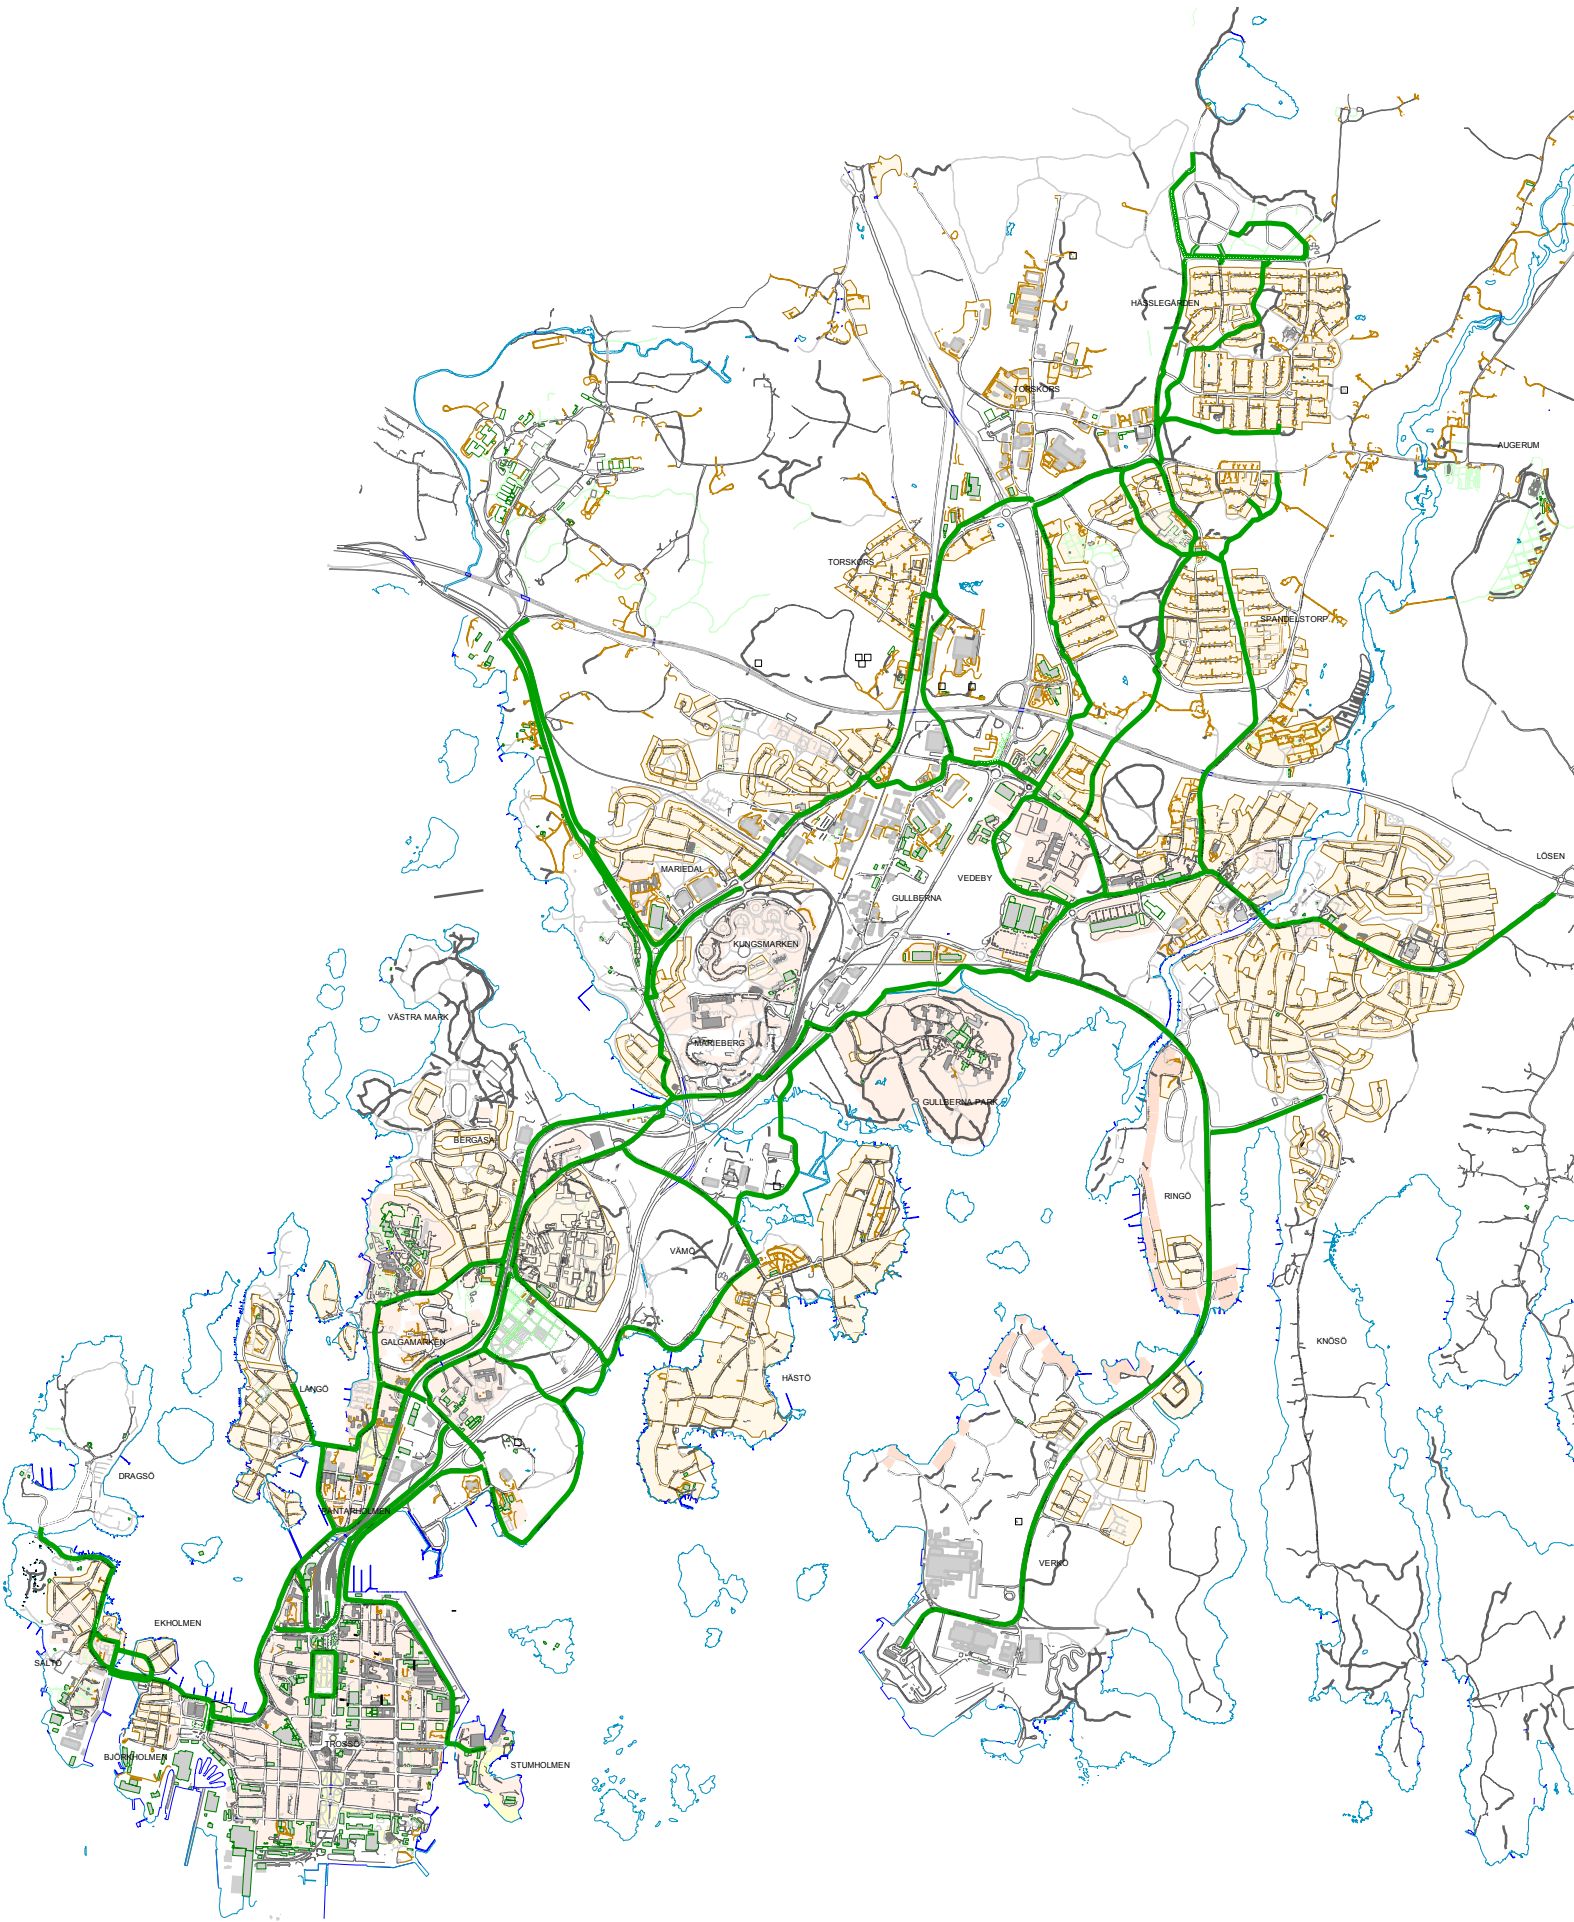 HÄSSLEGÅRDEN
TORSKORS
AUGERUM
TORSKORS
SPANDELSTORP
LÖSEN
MARIEDAL
VEDEBY
GULLBERNA
KUNGSMARKEN
VÄSTRA MARK
MARIEBERG
GULLBERNA PARK
BERGÅSA
RINGÖ
VÄMÖ
GALGAMARKEN
KNÖSÖ
HÄSTÖ
LÅNGÖ
DRAGSÖ
PANTARHOLMEN
VERKÖ
EKHOLMEN
SALTÖ
TROSSÖ
BJÖRKHOLMEN
STUMHOLMEN